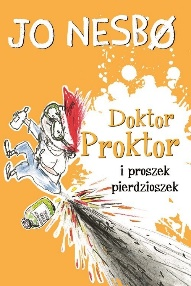 JO NESBØ
Doktor
Proktor
i proszek
pierdzioszek